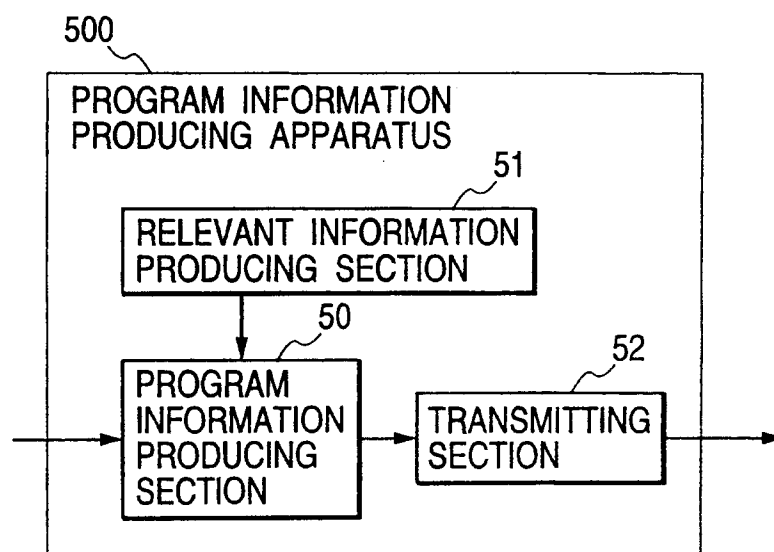 500
PROGRAM INFORMATION
PRODUCING APPARATUS
51
RELEVANT INFORMATION
PRODUCING SECTION
50
PROGRAM
INFORMATION
PRODUCING
SECTION
52
TRANSMITTING
SECTION